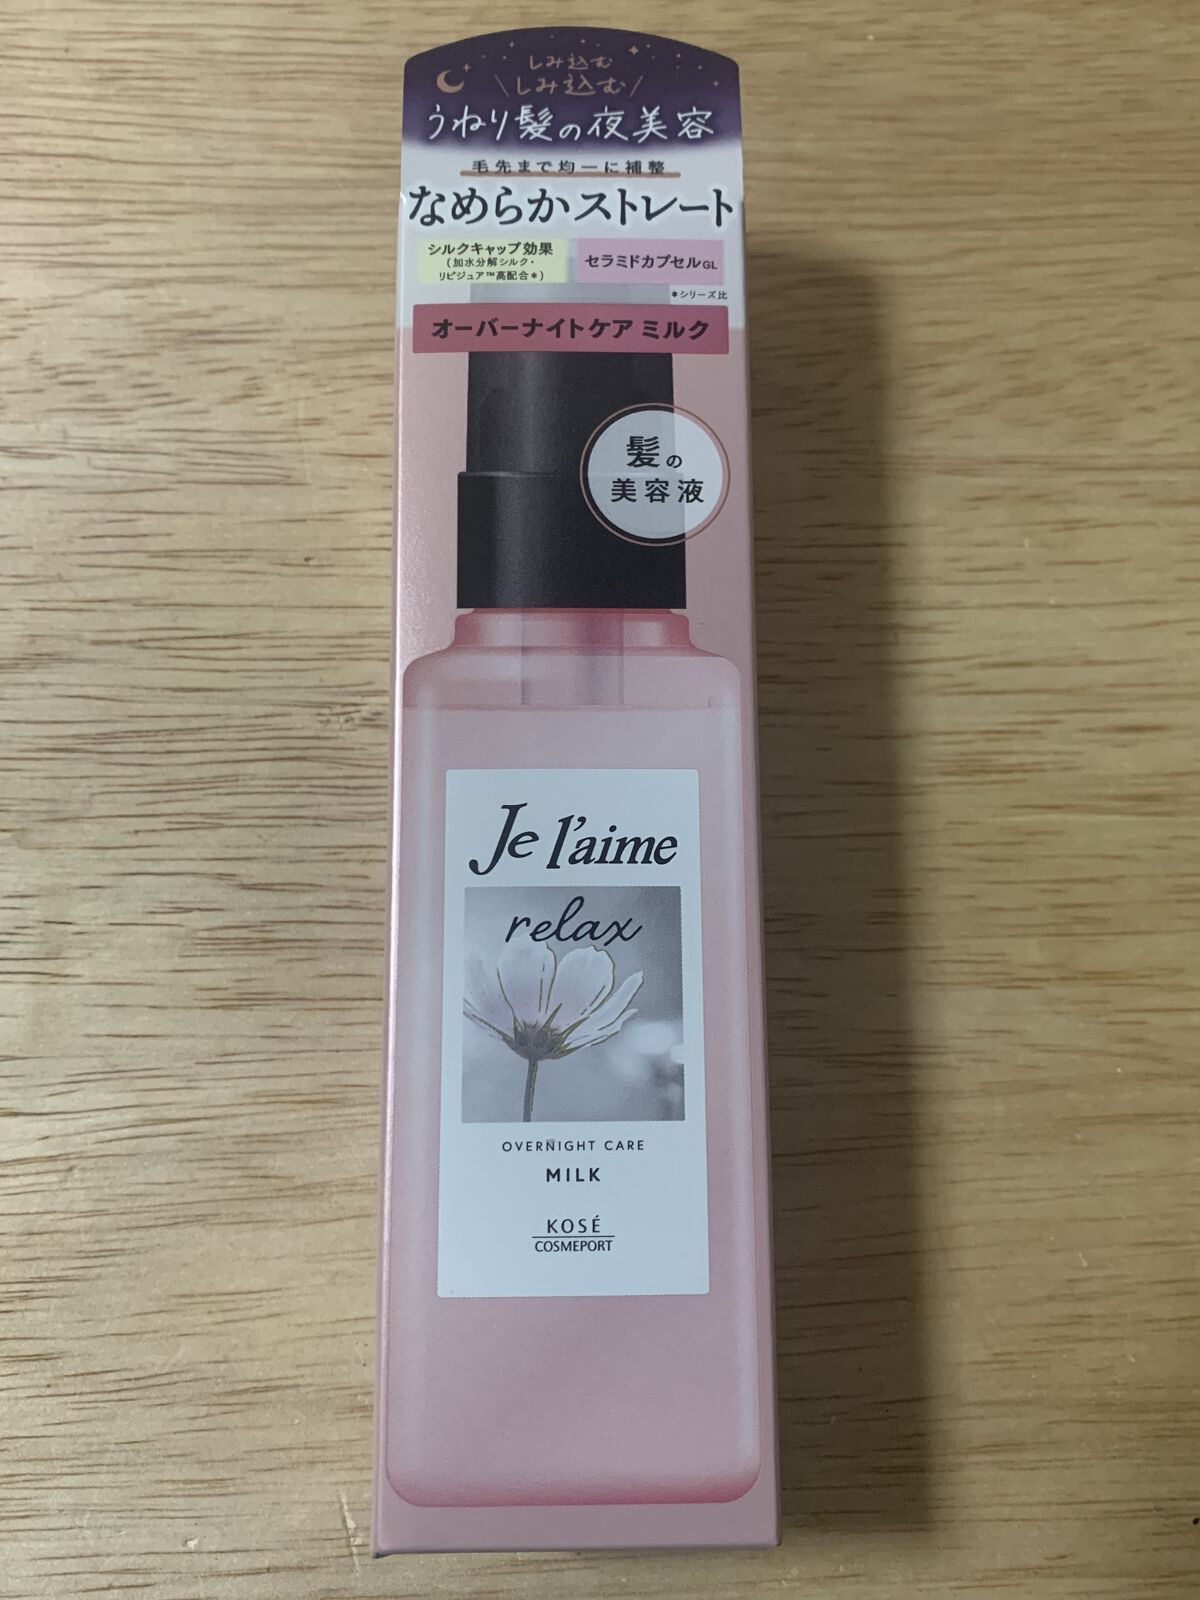 しみ込む
\しみ込む/
うねり髪の夜美容
毛先まで均一に補整
なめらかストレート
シルクキャップ効果
(加水分解シルク・
リピジュア™高配合*)
セラミドカプセルGL
*シリーズ比
オーバーナイトケア ミルク
髪の
美容液
Je l'aime
relax
OVERNIGHT CARE
MILK
KOSÉ
COSMEPORT